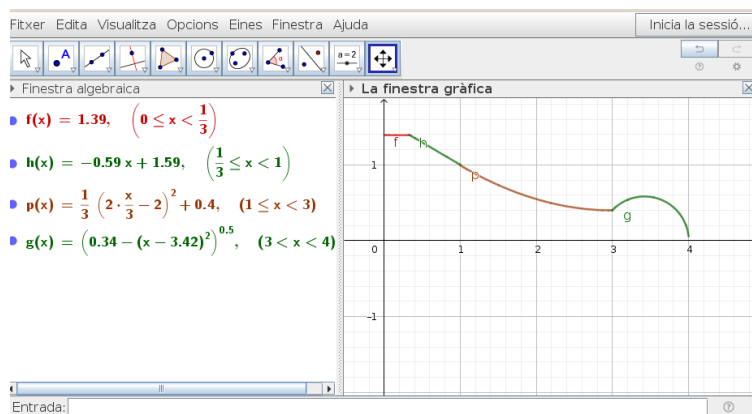 Fitxer Edita Visualitza Opcions Eines Finestra Ajuda
Inicia la sessió...
A
α
a=2
Finestra algebraica
La finestra gràfica
f(x) = 1.39, (0 ≤ x < 1/3)
h(x) = −0.59 x + 1.59, (1/3 ≤ x < 1)
p(x) = 1/3 (2 · x/3 − 2)² + 0.4, (1 ≤ x < 3)
g(x) = (0.34 − (x − 3.42)²)^0.5, (3 < x < 4)
f
h
1
p
g
0
1
2
3
4
−1
Entrada: